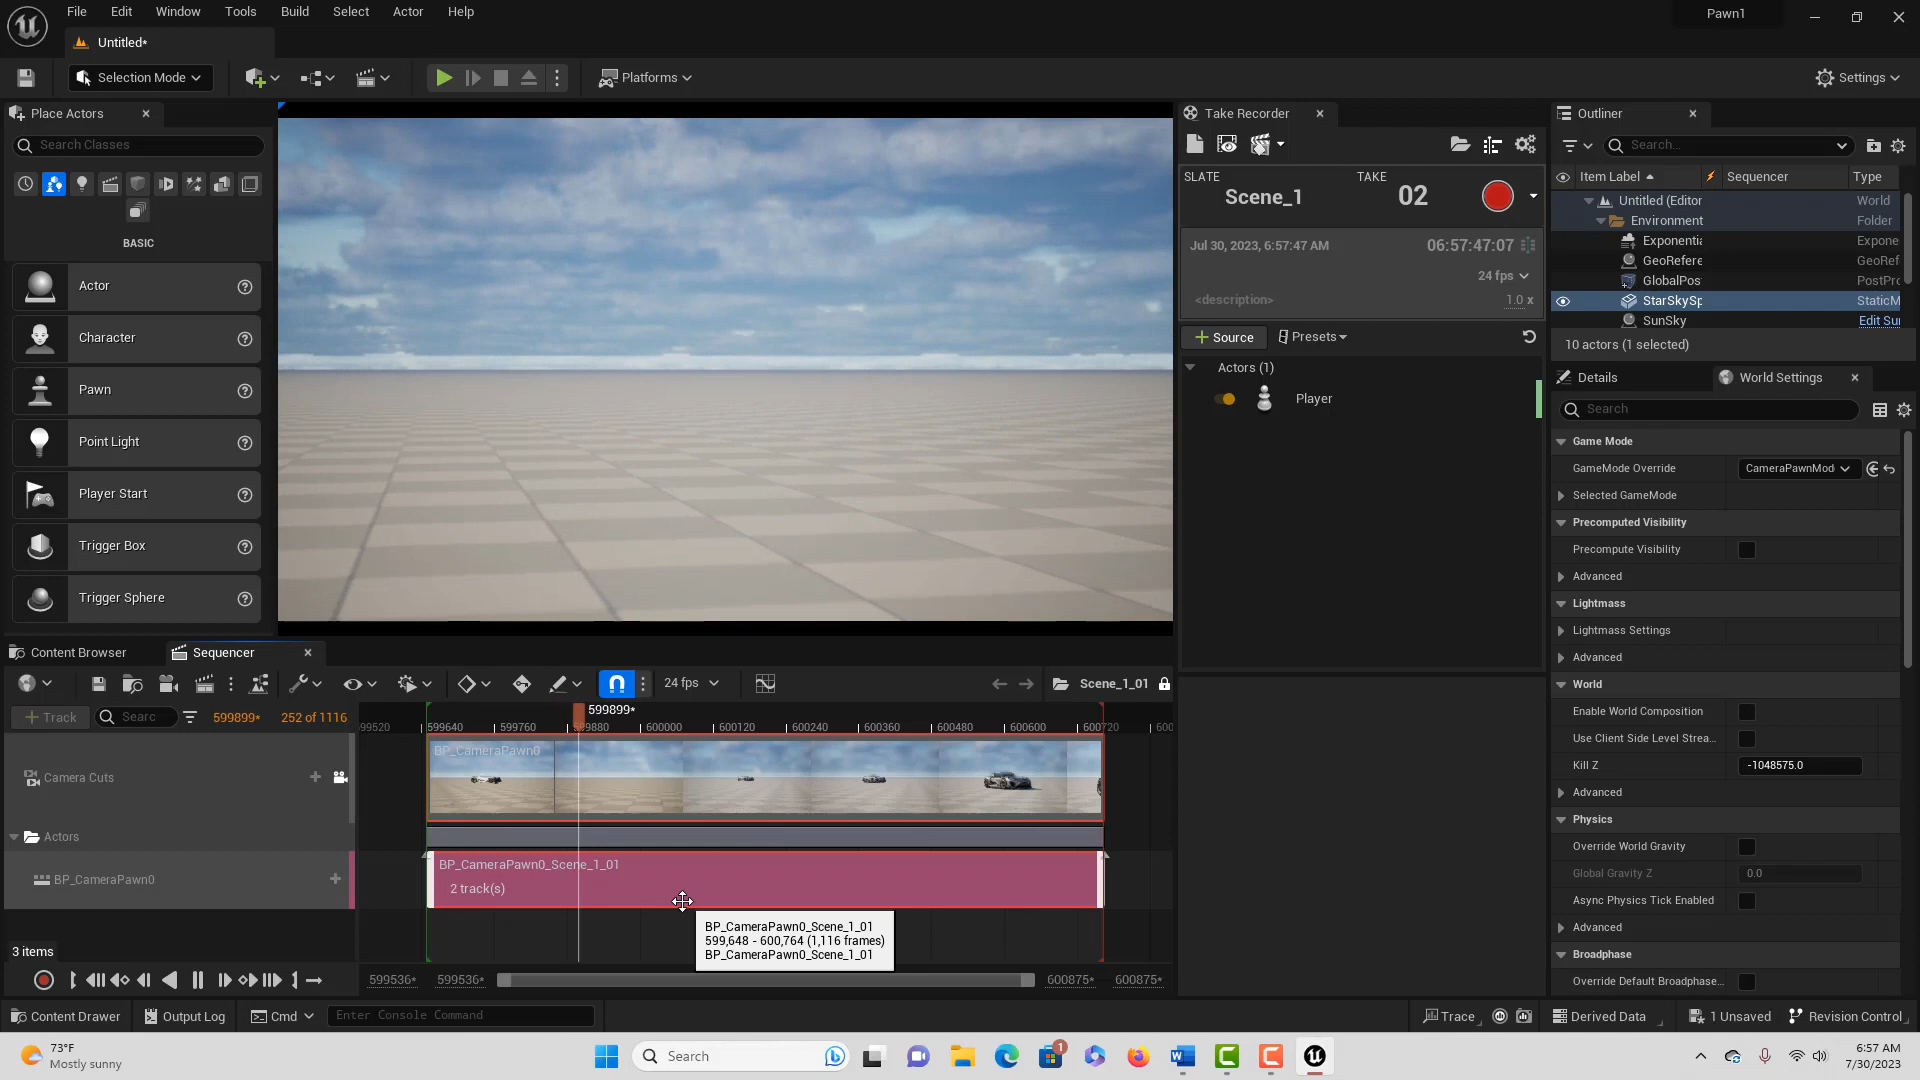 File Edit Window Tools Build Select Actor Help
Pawn1
Untitled*
Selection Mode
Platforms
Settings
Place Actors
Search Classes
BASIC
Actor
Character
Pawn
Point Light
Player Start
Trigger Box
Trigger Sphere
Take Recorder
SLATE
Scene_1
TAKE
02
Jul 30, 2023, 6:57:47 AM
06:57:47:07
24 fps
<description>
1.0 x
+ Source
Presets
Actors (1)
Player
Outliner
Search...
Item Label Sequencer Type
Untitled (Editor World
Environment Folder
Exponentia Expone
GeoRefere GeoRef
GlobalPos PostPro
StarSkySp StaticM
SunSky Edit Sun
10 actors (1 selected)
Details
World Settings
Search
Game Mode
GameMode Override CameraPawnMod
Selected GameMode
Precomputed Visibility
Precompute Visibility
Advanced
Lightmass
Lightmass Settings
Advanced
World
Enable World Composition
Use Client Side Level Strea...
Kill Z -1048575.0
Advanced
Physics
Override World Gravity
Global Gravity Z 0.0
Async Physics Tick Enabled
Advanced
Broadphase
Override Default Broadphase...
Content Browser
Sequencer
24 fps
Scene_1_01
+ Track
Searc
599899*
252 of 1116
599899*
99520 599640 599760 599880 600000 600120 600240 600360 600480 600600 600720 600
Camera Cuts
BP_CameraPawn0
Actors
BP_CameraPawn0
BP_CameraPawn0_Scene_1_01
2 track(s)
BP_CameraPawn0_Scene_1_01
599,648 - 600,764 (1,116 frames)
BP_CameraPawn0_Scene_1_01
3 items
599536* 599536* 600875* 600875*
Content Drawer
Output Log
Cmd
Enter Console Command
Trace
Derived Data
1 Unsaved
Revision Control
73°F
Mostly sunny
Search
1
6:57 AM
7/30/2023